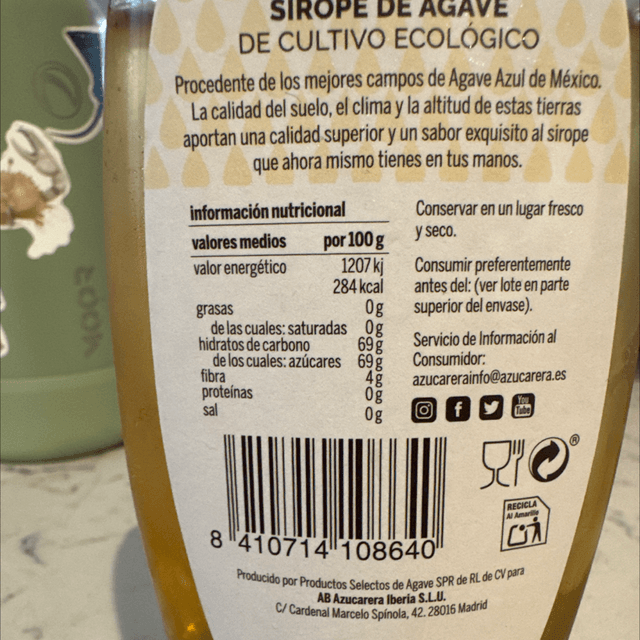 SIROPE DE AGAVE
DE CULTIVO ECOLÓGICO
Procedente de los mejores campos de Agave Azul de México.
La calidad del suelo, el clima y la altitud de estas tierras
aportan una calidad superior y un sabor exquisito al sirope
que ahora mismo tienes en tus manos.
información nutricional
valores medios por 100 g
valor energético 1207 kj
284 kcal
grasas 0 g
de las cuales: saturadas 0 g
hidratos de carbono 69 g
de los cuales: azúcares 69 g
fibra 4 g
proteínas 0 g
sal 0 g
Conservar en un lugar fresco
y seco.
Consumir preferentemente
antes del: (ver lote en parte
superior del envase).
Servicio de Información al
Consumidor:
azucarerainfo@azucarera.es
You
Tube
®
RECICLA
Al Amarillo
8 410714 108640
Producido por Productos Selectos de Agave SPR de RL de CV para
AB Azucarera Iberia S.L.U.
C/ Cardenal Marcelo Spínola, 42. 28016 Madrid